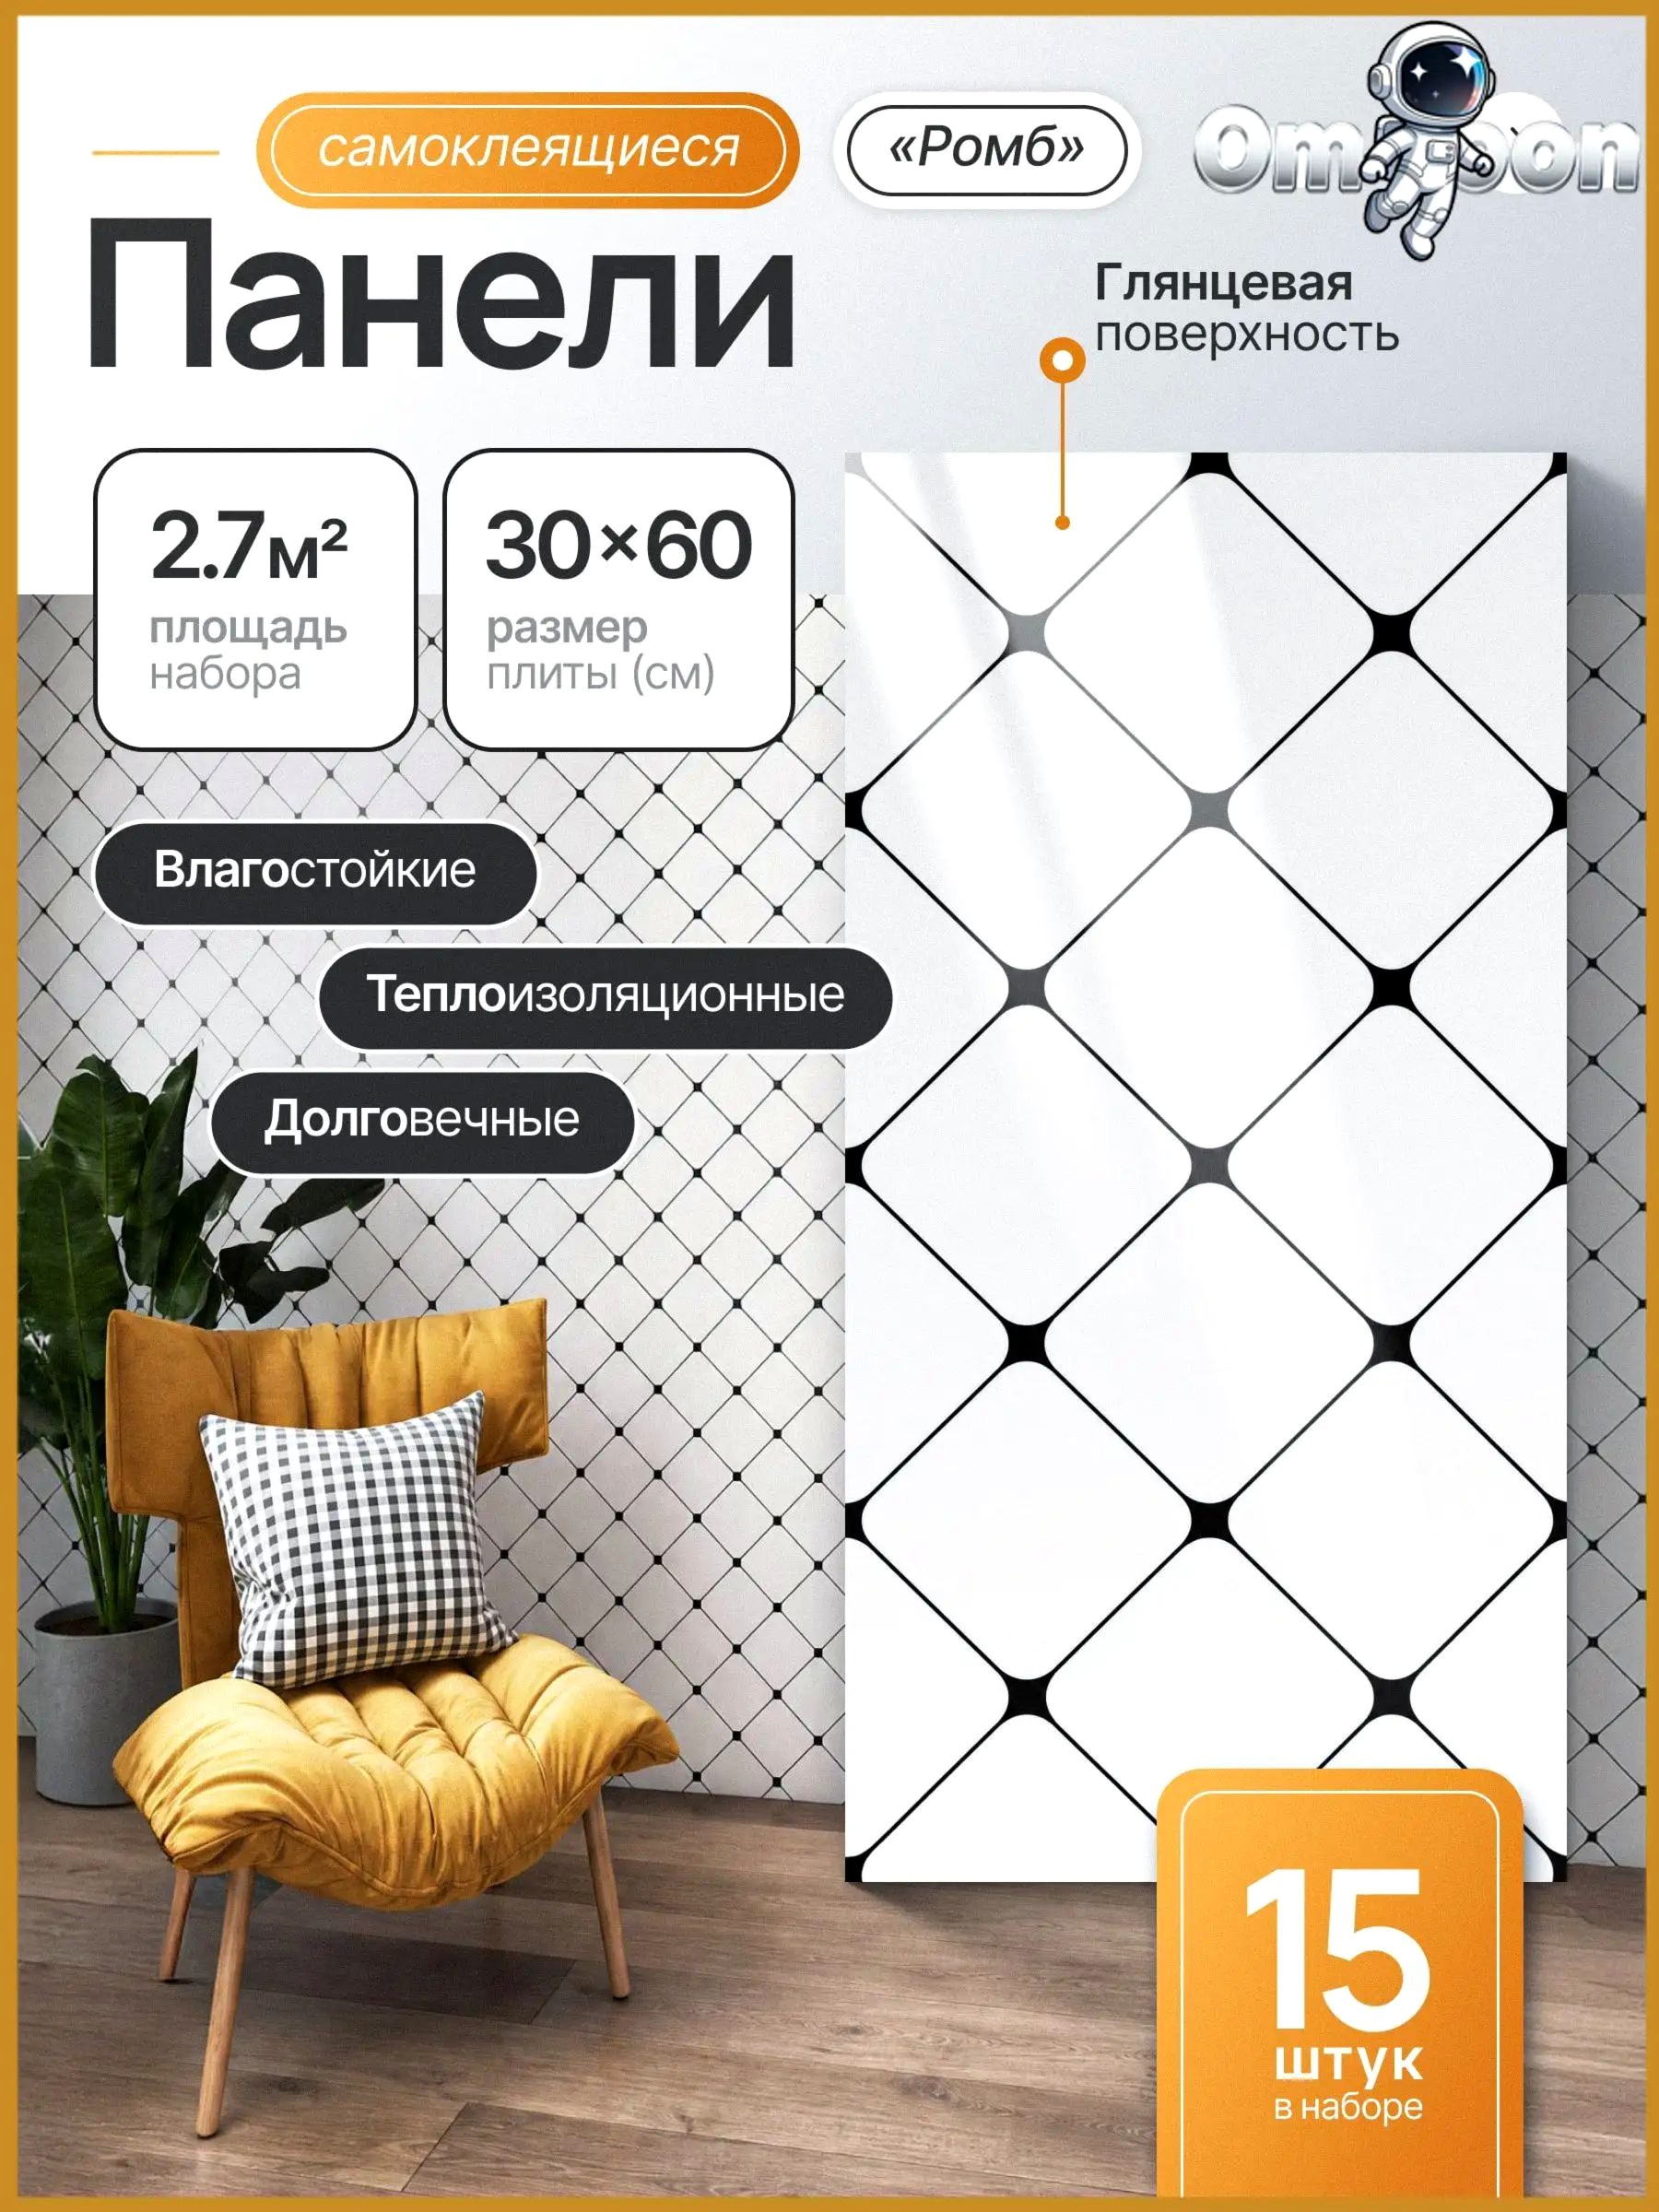 самоклеящиеся
«Ромб»
Панели
Глянцевая
поверхность
2.7м²
площадь
набора
30×60
размер
плиты (см)
Влагостойкие
Теплоизоляционные
Долговечные
15
штук
в наборе